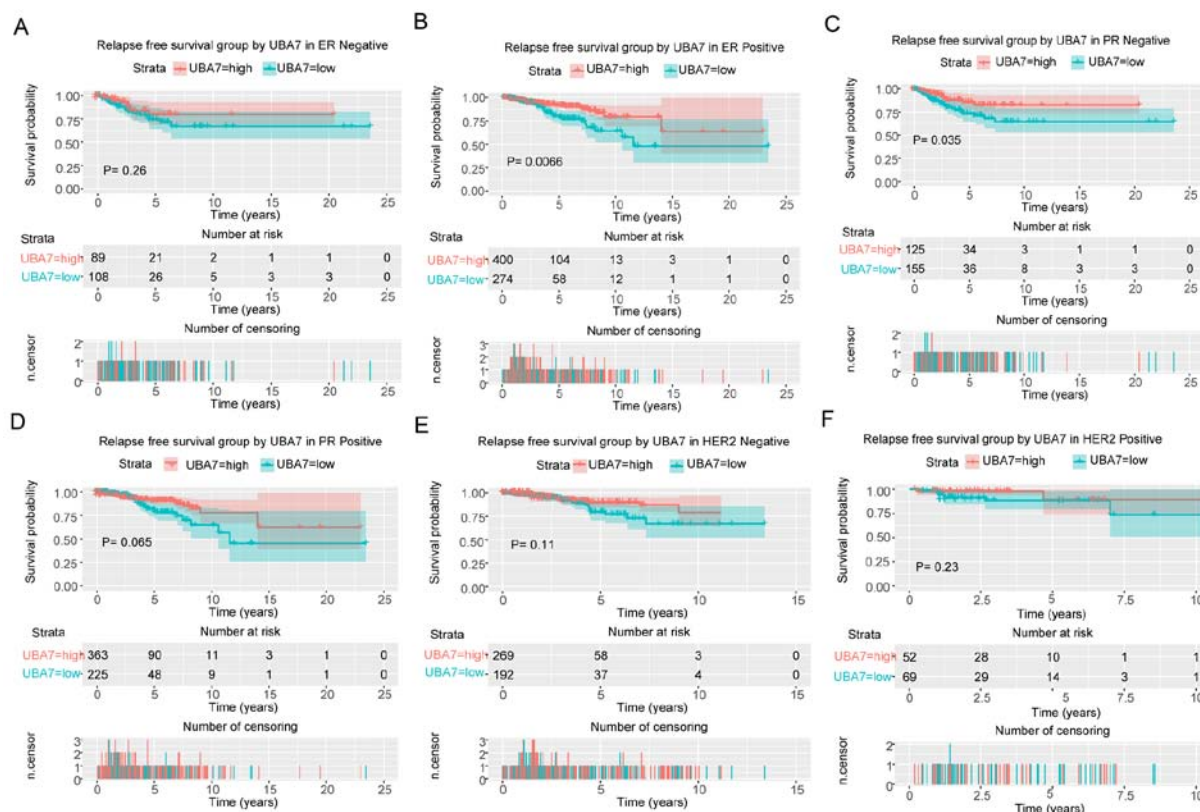 A
Relapse free survival group by UBA7 in ER Negative
Strata UBA7=high UBA7=low
Survival probability
1.00
0.75
0.50
0.25
0.00
P= 0.26
0 5 10 15 20 25
Time (years)
Number at risk
Strata
UBA7=high 89 21 2 1 1 0
UBA7=low 108 26 5 3 3 0
0 5 10 15 20 25
Time (years)
Number of censoring
n.censor
2
1
0
0 5 10 15 20 25
Time (years)
B
Relapse free survival group by UBA7 in ER Positive
Strata UBA7=high UBA7=low
Survival probability
1.00
0.75
0.50
0.25
0.00
P= 0.0066
0 5 10 15 20 25
Time (years)
Number at risk
Strata
UBA7=high 400 104 13 3 1 0
UBA7=low 274 58 12 1 1 0
0 5 10 15 20 25
Time (years)
Number of censoring
n.censor
3
2
1
0
0 5 10 15 20 25
Time (years)
C
Relapse free survival group by UBA7 in PR Negative
Strata UBA7=high UBA7=low
Survival probability
1.00
0.75
0.50
0.25
0.00
P= 0.035
0 5 10 15 20 25
Time (years)
Number at risk
Strata
UBA7=high 125 34 3 1 1 0
UBA7=low 155 36 8 3 3 0
0 5 10 15 20 25
Time (years)
Number of censoring
n.censor
2
1
0
0 5 10 15 20 25
Time (years)
D
Relapse free survival group by UBA7 in PR Positive
Strata UBA7=high UBA7=low
Survival probability
1.00
0.75
0.50
0.25
0.00
P= 0.065
0 5 10 15 20 25
Time (years)
Number at risk
Strata
UBA7=high 363 90 11 3 1 0
UBA7=low 225 48 9 1 1 0
0 5 10 15 20 25
Time (years)
Number of censoring
n.censor
3
2
1
0
0 5 10 15 20 25
Time (years)
E
Relapse free survival group by UBA7 in HER2 Negative
Strata UBA7=high UBA7=low
Survival probability
1.00
0.75
0.50
0.25
0.00
P= 0.11
0 5 10 15
Time (years)
Number at risk
Strata
UBA7=high 269 58 3 0
UBA7=low 192 37 4 0
0 5 10 15
Time (years)
Number of censoring
n.censor
3
2
1
0
0 5 10 15
Time (years)
F
Relapse free survival group by UBA7 in HER2 Positive
Strata UBA7=high UBA7=low
Survival probability
1.00
0.75
0.50
0.25
0.00
P= 0.23
0 2.5 5 7.5 10
Time (years)
Number at risk
Strata
UBA7=high 52 28 10 1 1
UBA7=low 69 29 14 3 1
0 2.5 5 7.5 10
Time (years)
Number of censoring
n.censor
2
1
0
0 2.5 5 7.5 10
Time (years)